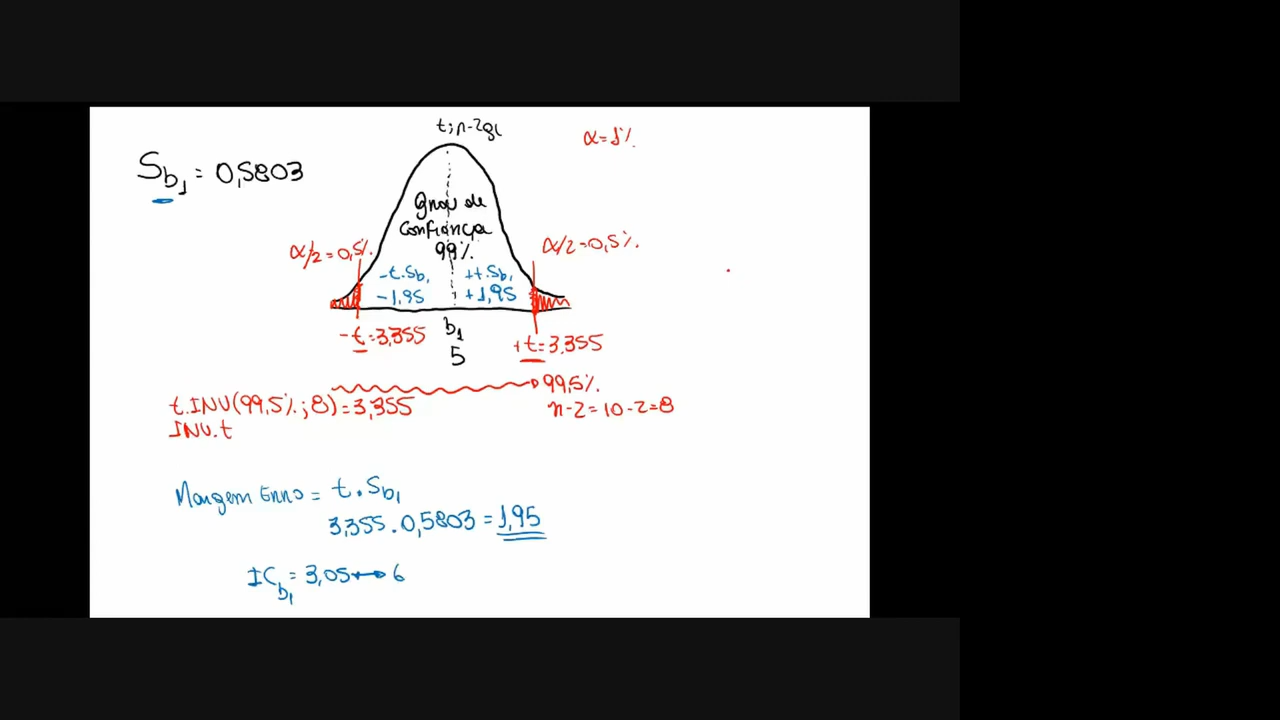 t; n-2gl
α=1%
Sb1 = 0,5803
Grau de
Confiança
99%
α/2=0,5%
α/2=0,5%
-t.Sb1
+t.Sb1
-1,95
+1,95
-t=3,355
b1
+t=3,355
5
99,5%
t.INV(99,5%;8)=3,355
n-2=10-2=8
INV.t
Margem Erro = t.Sb1
3,355.0,5803=1,95
ICb1=3,05↔6